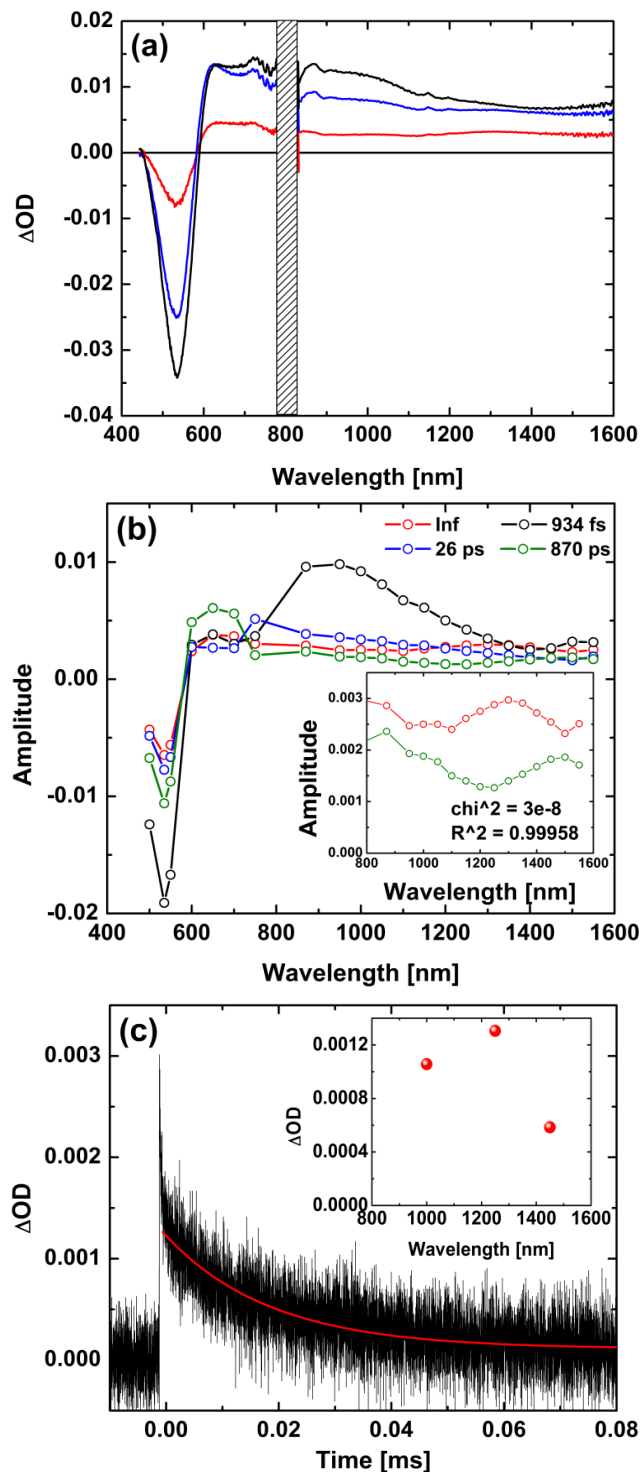 (a)
0.02
0.01
0.00
-0.01
-0.02
-0.03
-0.04
ΔOD
400 600 800 1000 1200 1400 1600
Wavelength [nm]
(b)
Inf 934 fs
26 ps 870 ps
0.01
0.00
-0.01
-0.02
Amplitude
0.003
0.002
0.001
0.000
Amplitude
chi^2 = 3e-8
R^2 = 0.99958
800 1000 1200 1400 1600
Wavelength [nm]
400 600 800 1000 1200 1400 1600
Wavelength [nm]
(c)
0.003
0.002
0.001
0.000
ΔOD
0.0012
0.0008
0.0004
0.0000
ΔOD
800 1000 1200 1400 1600
Wavelength [nm]
0.00 0.02 0.04 0.06 0.08
Time [ms]